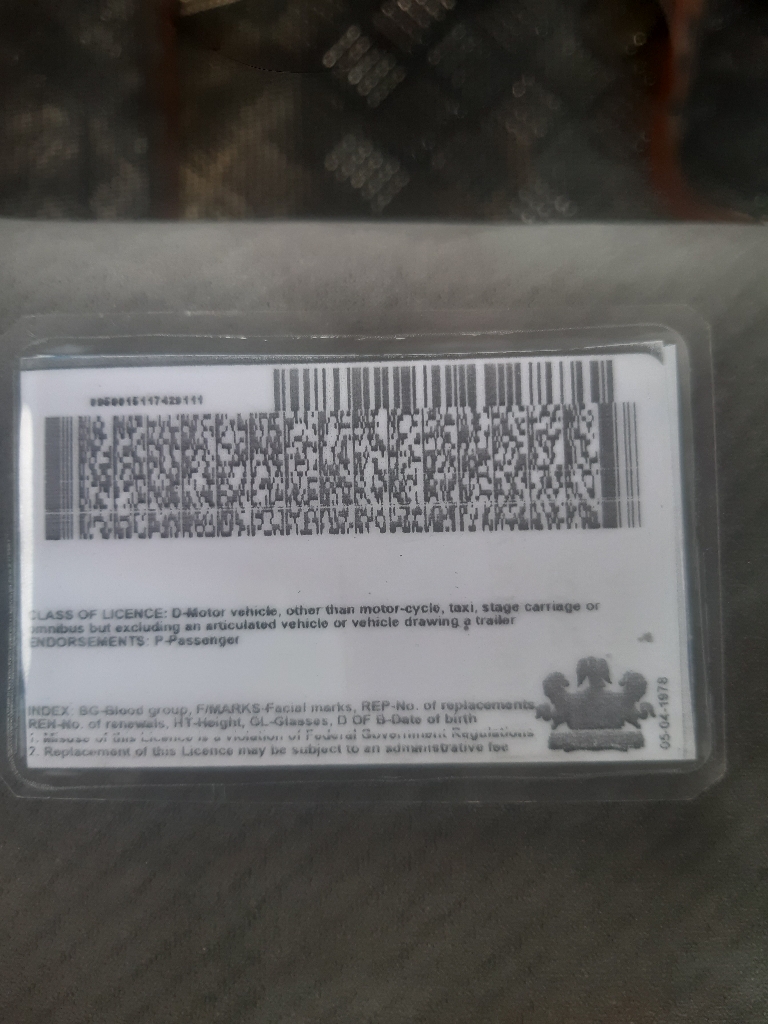 CLASS OF LICENCE: D-Motor vehicle, other than motor-cycle, taxi, stage carriage or
omnibus but excluding an articulated vehicle or vehicle drawing a trailer
ENDORSEMENTS: P-Passenger
INDEX: BG-Blood group, F/MARKS-Facial marks, REP-No. of replacements
REN-No. of renewals, HT-Height, GL-Glasses, D OF B-Date of birth
1. Misuse of this Licence is a violation of Federal Government Regulations
2. Replacement of this Licence may be subject to an administrative fee
05-04-1978